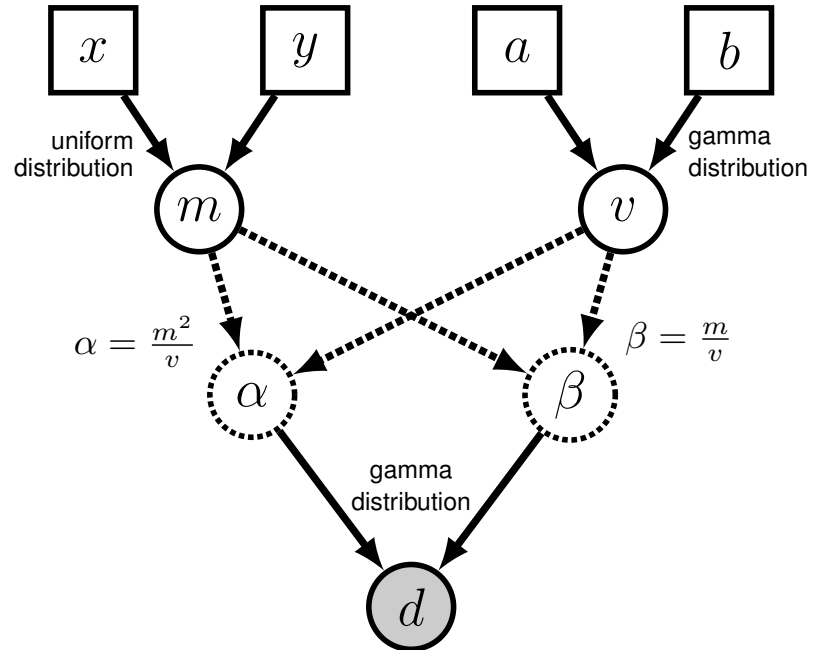 x
y
a
b
uniform
distribution
gamma
distribution
m
v
α = m²/v
β = m/v
α
β
gamma
distribution
d